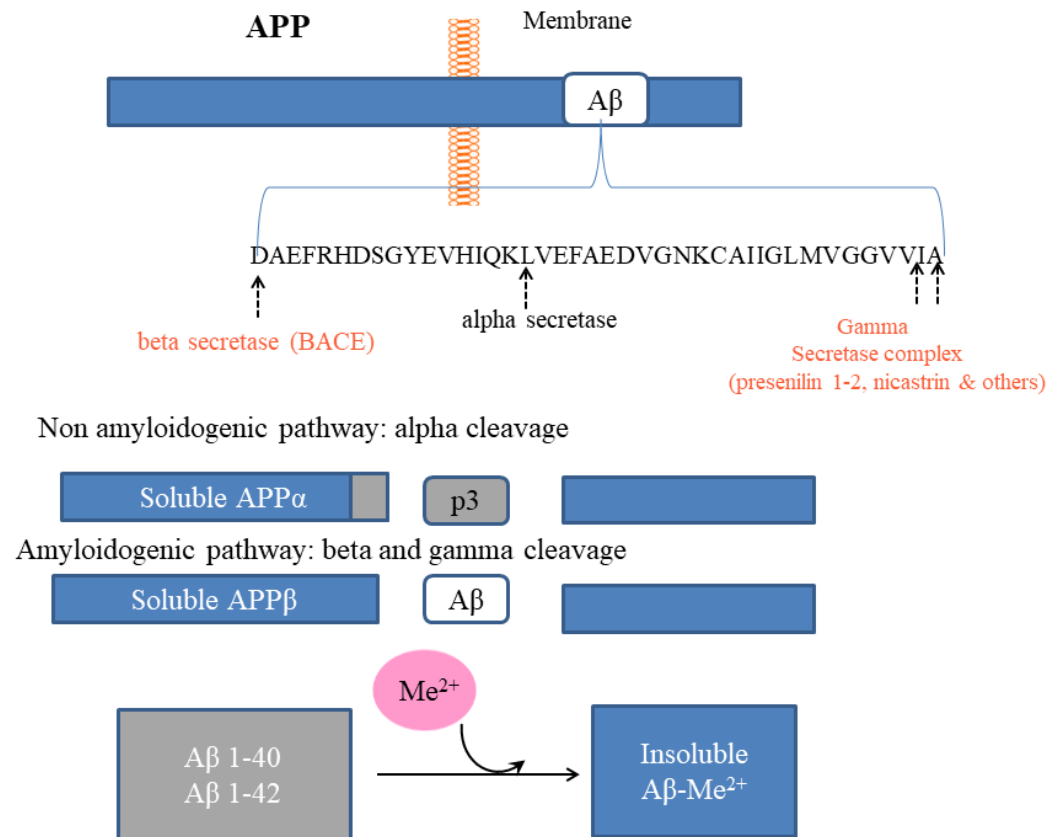 APP
Membrane
Aβ
DAEFRHDSGYEVHIQKLVEFAEDVGNKCAIIGLMVGGVVIA
beta secretase (BACE)
alpha secretase
Gamma
Secretase complex
(presenilin 1-2, nicastrin & others)
Non amyloidogenic pathway: alpha cleavage
Soluble APPα
p3
Amyloidogenic pathway: beta and gamma cleavage
Soluble APPβ
Aβ
Me²⁺
Aβ 1-40
Aβ 1-42
Insoluble
Aβ-Me²⁺